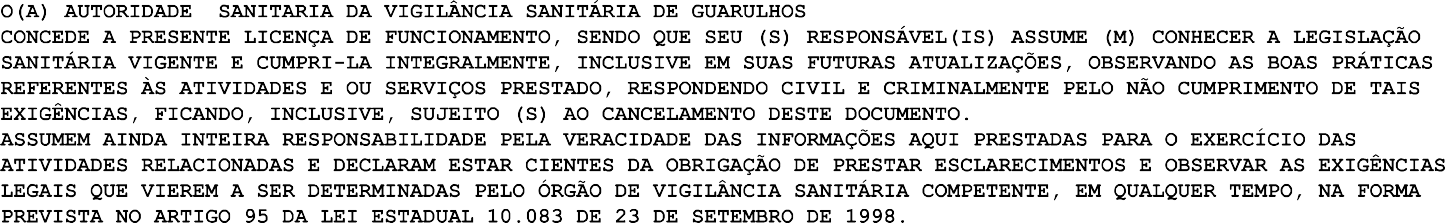 O(A) AUTORIDADE  SANITARIA DA VIGILÂNCIA SANITÁRIA DE GUARULHOS
CONCEDE A PRESENTE LICENÇA DE FUNCIONAMENTO, SENDO QUE SEU (S) RESPONSÁVEL(IS) ASSUME (M) CONHECER A LEGISLAÇÃO
SANITÁRIA VIGENTE E CUMPRI-LA INTEGRALMENTE, INCLUSIVE EM SUAS FUTURAS ATUALIZAÇÕES, OBSERVANDO AS BOAS PRÁTICAS
REFERENTES ÀS ATIVIDADES E OU SERVIÇOS PRESTADO, RESPONDENDO CIVIL E CRIMINALMENTE PELO NÃO CUMPRIMENTO DE TAIS
EXIGÊNCIAS, FICANDO, INCLUSIVE, SUJEITO (S) AO CANCELAMENTO DESTE DOCUMENTO.
ASSUMEM AINDA INTEIRA RESPONSABILIDADE PELA VERACIDADE DAS INFORMAÇÕES AQUI PRESTADAS PARA O EXERCÍCIO DAS
ATIVIDADES RELACIONADAS E DECLARAM ESTAR CIENTES DA OBRIGAÇÃO DE PRESTAR ESCLARECIMENTOS E OBSERVAR AS EXIGÊNCIAS
LEGAIS QUE VIEREM A SER DETERMINADAS PELO ÓRGÃO DE VIGILÂNCIA SANITÁRIA COMPETENTE, EM QUALQUER TEMPO, NA FORMA
PREVISTA NO ARTIGO 95 DA LEI ESTADUAL 10.083 DE 23 DE SETEMBRO DE 1998.